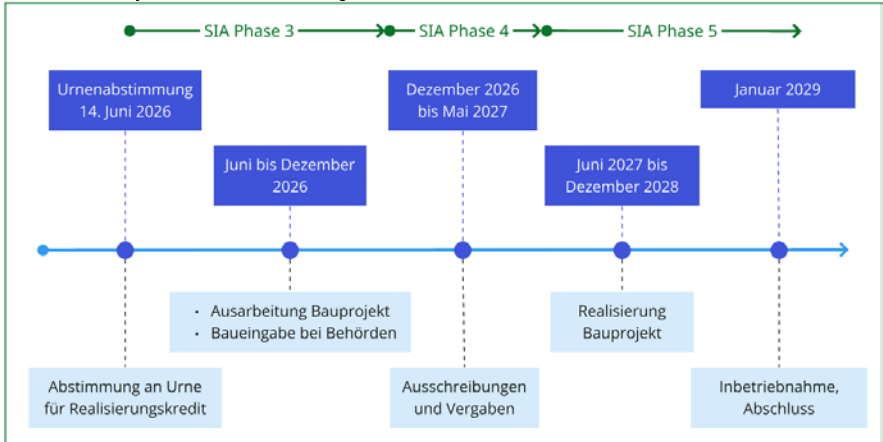 SIA Phase 3
SIA Phase 4
SIA Phase 5
Urnenabstimmung
14. Juni 2026
Dezember 2026
bis Mai 2027
Januar 2029
Juni bis Dezember
2026
Juni 2027 bis
Dezember 2028
· Ausarbeitung Bauprojekt
· Baueingabe bei Behörden
Realisierung
Bauprojekt
Abstimmung an Urne
für Realisierungskredit
Ausschreibungen
und Vergaben
Inbetriebnahme,
Abschluss